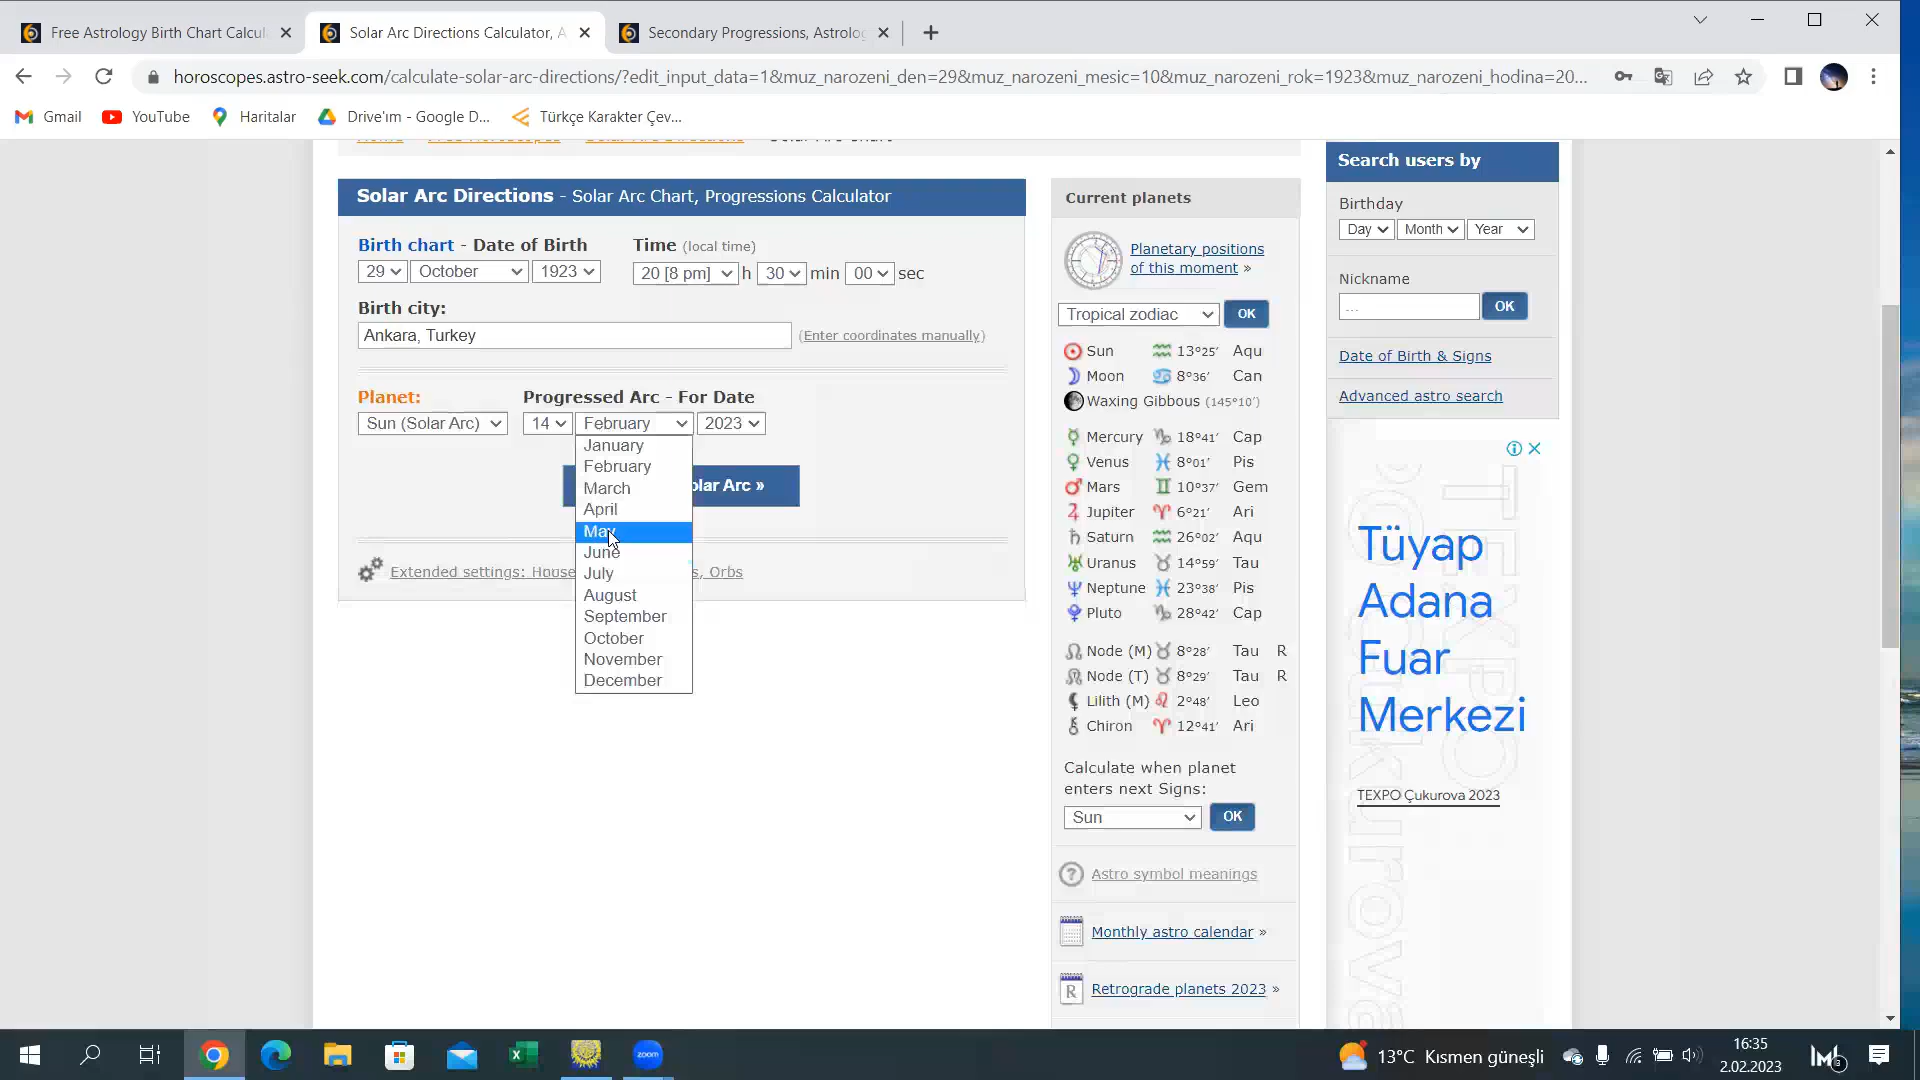 Free Astrology Birth Chart Calcul
Solar Arc Directions Calculator, A
Secondary Progressions, Astrolog
horoscopes.astro-seek.com/calculate-solar-arc-directions/?edit_input_data=1&muz_narozeni_den=29&muz_narozeni_mesic=10&muz_narozeni_rok=1923&muz_narozeni_hodina=20...
Gmail
YouTube
Haritalar
Drive'ım - Google D...
Türkçe Karakter Çev...
Solar Arc Directions - Solar Arc Chart, Progressions Calculator
Birth chart - Date of Birth
Time (local time)
29 October 1923
20 [8 pm] h 30 min 00 sec
Birth city:
Ankara, Turkey
(Enter coordinates manually)
Planet:
Progressed Arc - For Date
Sun (Solar Arc)
14 February 2023
January
February
March
April
May
June
July
August
September
October
November
December
olar Arc »
Extended settings: House
s, Orbs
Current planets
Planetary positions
of this moment »
Tropical zodiac OK
Sun 13°25' Aqu
Moon 8°36' Can
Waxing Gibbous (145°10')
Mercury 18°41' Cap
Venus 8°01' Pis
Mars 10°37' Gem
Jupiter 6°21' Ari
Saturn 26°02' Aqu
Uranus 14°59' Tau
Neptune 23°38' Pis
Pluto 28°42' Cap
Node (M) 8°28' Tau R
Node (T) 8°29' Tau R
Lilith (M) 2°48' Leo
Chiron 12°41' Ari
Calculate when planet
enters next Signs:
Sun OK
Astro symbol meanings
Monthly astro calendar »
R
Retrograde planets 2023 »
Search users by
Birthday
Day Month Year
Nickname
... OK
Date of Birth & Signs
Advanced astro search
Tüyap
Adana
Fuar
Merkezi
TEXPO Çukurova 2023
zoom
13°C Kısmen güneşli
16:35
2.02.2023
3